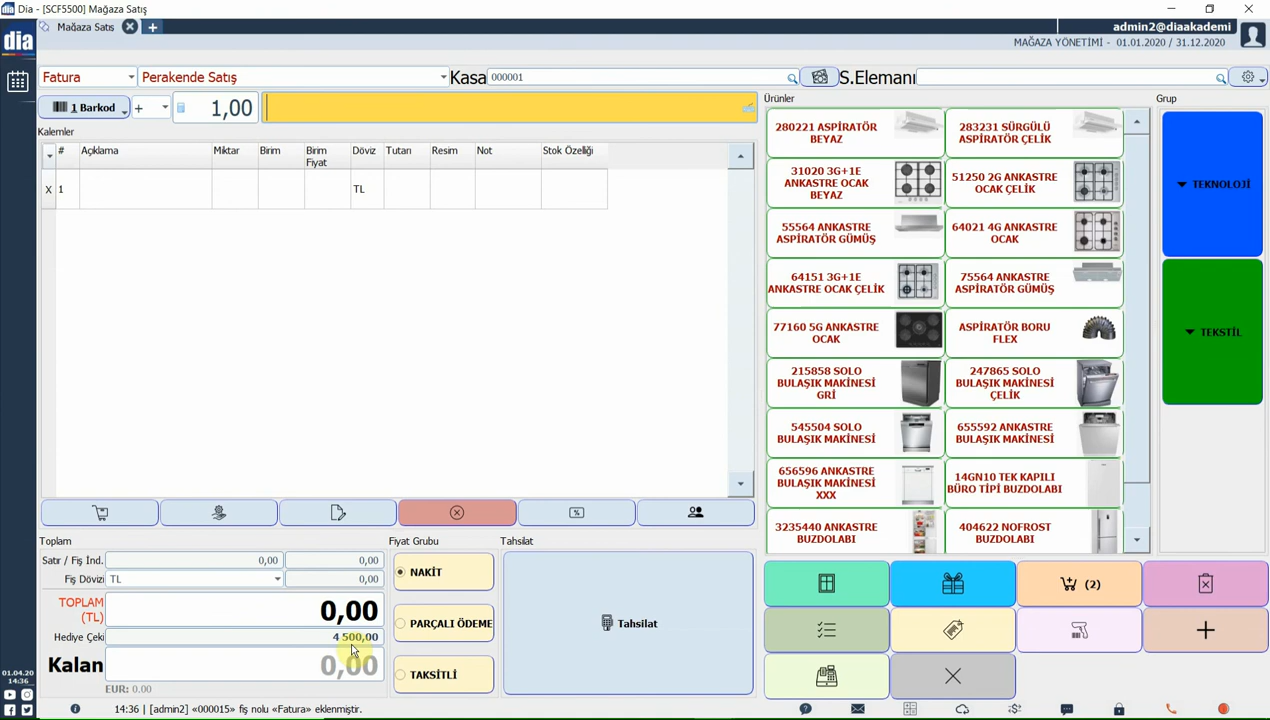 Dia - [SCF5500] Mağaza Satış
dia
Mağaza Satış
admin2@diaakademi
MAĞAZA YÖNETİMİ - 01.01.2020 / 31.12.2020
Fatura
Perakende Satış
Kasa
000001
S.Elemanı
1 Barkod
+
1,00
Kalemler
# Açıklama Miktar Birim Birim Fiyat Döviz Tutarı Resim Not Stok Özelliği
X 1 TL
Ürünler
280221 ASPİRATÖR
BEYAZ
283231 SÜRGÜLÜ
ASPİRATÖR ÇELİK
31020 3G+1E
ANKASTRE OCAK
BEYAZ
51250 2G ANKASTRE
OCAK ÇELİK
55564 ANKASTRE
ASPİRATÖR GÜMÜŞ
64021 4G ANKASTRE
OCAK
64151 3G+1E
ANKASTRE OCAK ÇELİK
75564 ANKASTRE
ASPİRATÖR GÜMÜŞ
77160 5G ANKASTRE
OCAK
ASPİRATÖR BORU
FLEX
215858 SOLO
BULAŞIK MAKİNESİ
GRİ
247865 SOLO
BULAŞIK MAKİNESİ
ÇELİK
545504 SOLO
BULAŞIK MAKİNESİ
655592 ANKASTRE
BULAŞIK MAKİNESİ
656596 ANKASTRE
BULAŞIK MAKİNESİ
XXX
14GN10 TEK KAPILI
BÜRO TİPİ BUZDOLABI
3235440 ANKASTRE
BUZDOLABI
404622 NOFROST
BUZDOLABI
Grup
TEKNOLOJİ
TEKSTİL
Toplam
Satır / Fiş İnd. 0,00 0,00
Fiş Dövizi TL 0,00
TOPLAM
(TL)
0,00
Hediye Çeki 4 500,00
Kalan 0,00
EUR: 0.00
Fiyat Grubu
NAKİT
PARÇALI ÖDEME
TAKSİTLİ
Tahsilat
Tahsilat
(2)
01.04.20
14:36
14:36 | [admin2] «000015» fiş nolu «Fatura» eklenmiştir.